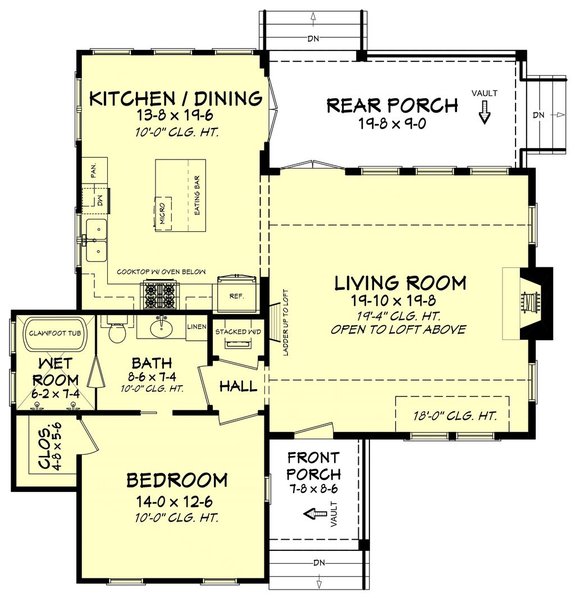 DN
KITCHEN / DINING
13-8 x 19-6
10'-0" CLG. HT.
REAR PORCH
19-8 x 9-0
VAULT
DN
PAN.
DW
MICRO
EATING BAR
COOKTOP W/ OVEN BELOW
REF.
LADDER UP TO LOFT
LIVING ROOM
19-10 x 19-8
19'-4" CLG. HT.
OPEN TO LOFT ABOVE
CLAWFOOT TUB
LINEN
STACKED W/D
WET
ROOM
6-2 x 7-4
BATH
8-6 x 7-4
10'-0" CLG. HT.
HALL
18'-0" CLG. HT.
CLOS.
4-8 x 5-6
BEDROOM
14-0 x 12-6
10'-0" CLG. HT.
FRONT
PORCH
7-8 x 8-6
VAULT
DN